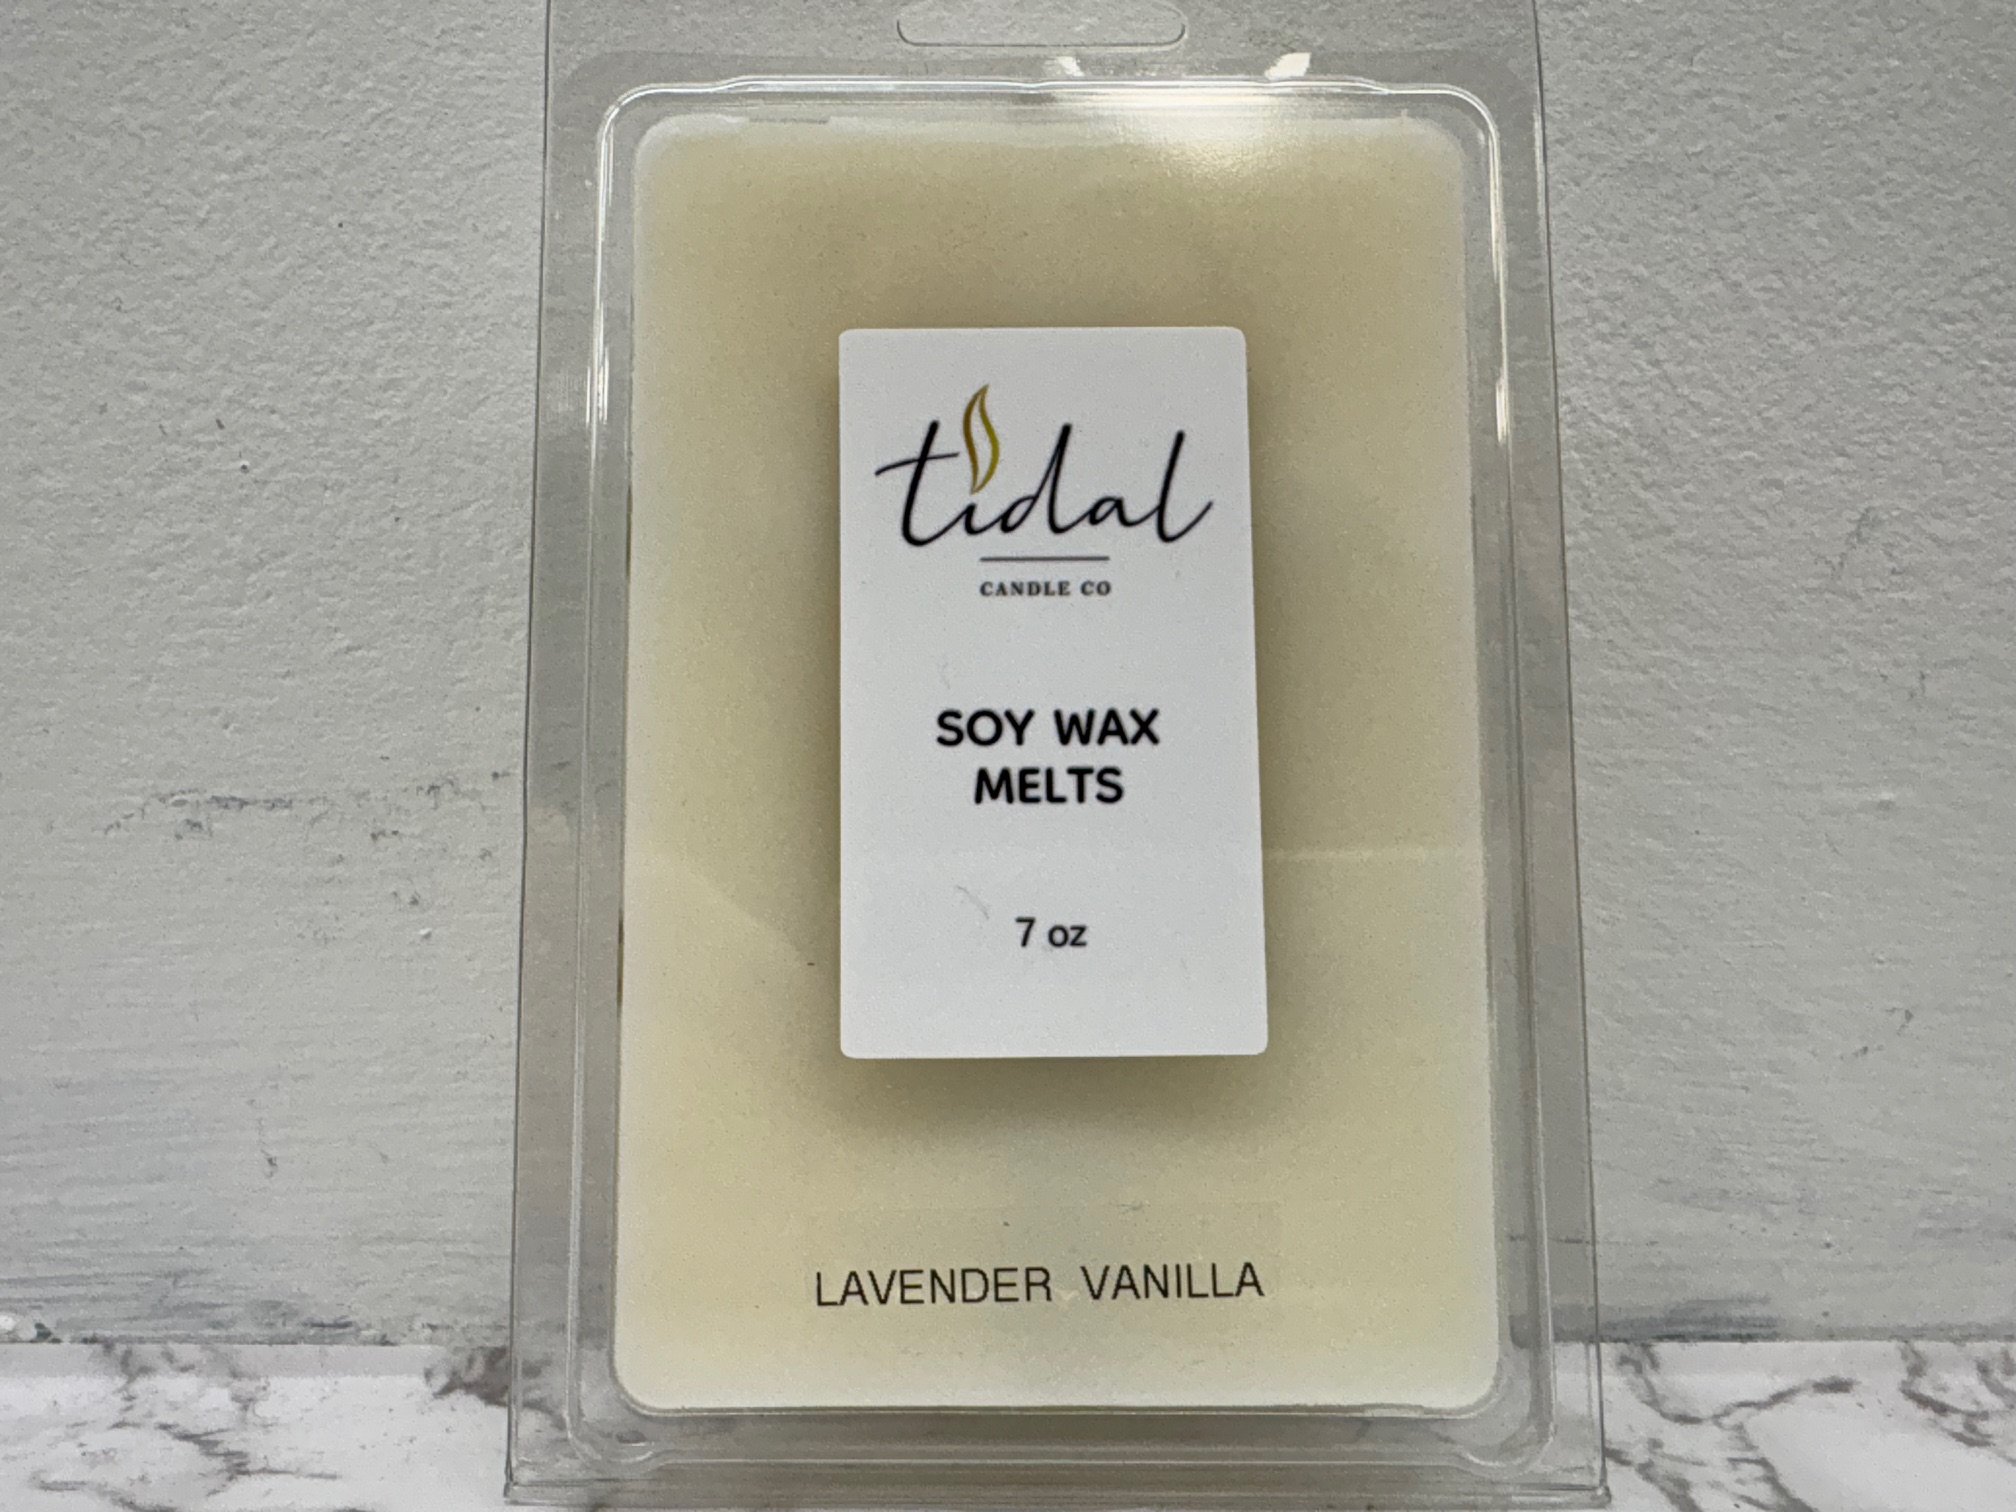 tidal
CANDLE CO
SOY WAX
MELTS
7 oz
LAVENDER VANILLA